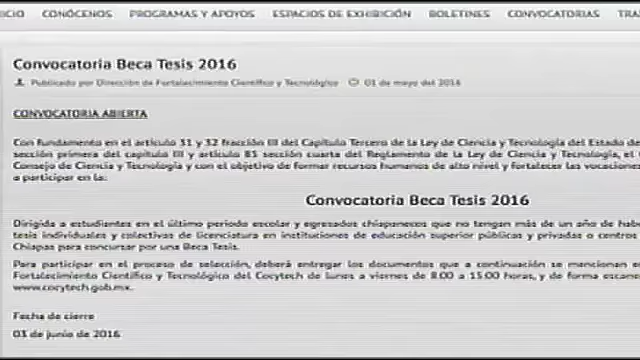 ICIO CONÓCENOS PROGRAMAS Y APOYOS ESPACIOS DE EXHIBICIÓN BOLETINES CONVOCATORIAS TRA
Convocatoria Beca Tesis 2016
Publicado por Dirección de Fortalecimiento Científico y Tecnológico 01 de mayo del 2016
CONVOCATORIA ABIERTA
Con fundamento en el artículo 31 y 32 fracción III del Capítulo Tercero de la Ley de Ciencia y Tecnología del Estado de
sección primera del capítulo III y artículo 85 sección cuarta del Reglamento de la Ley de Ciencia y Tecnología, el
Consejo de Ciencia y Tecnología y con el objetivo de formar recursos humanos de alto nivel y fortalecer las vocaciones
a participar en la:
Convocatoria Beca Tesis 2016
Dirigida a estudiantes en el último periodo escolar y egresados chiapanecos que no tengan más de un año de hab
tesis individuales y colectivas de licenciatura en instituciones de educación superior públicas y privadas o centros
Chiapas para concursar por una Beca Tesis.
Para participar en el proceso de selección, deberá entregar los documentos que a continuación se mencionan en
Fortalecimiento Científico y Tecnológico del Cocytech de lunes a viernes de 8:00 a 15:00 horas, y de forma escane
www.cocytech.gob.mx.
Fecha de cierre
03 de junio de 2016